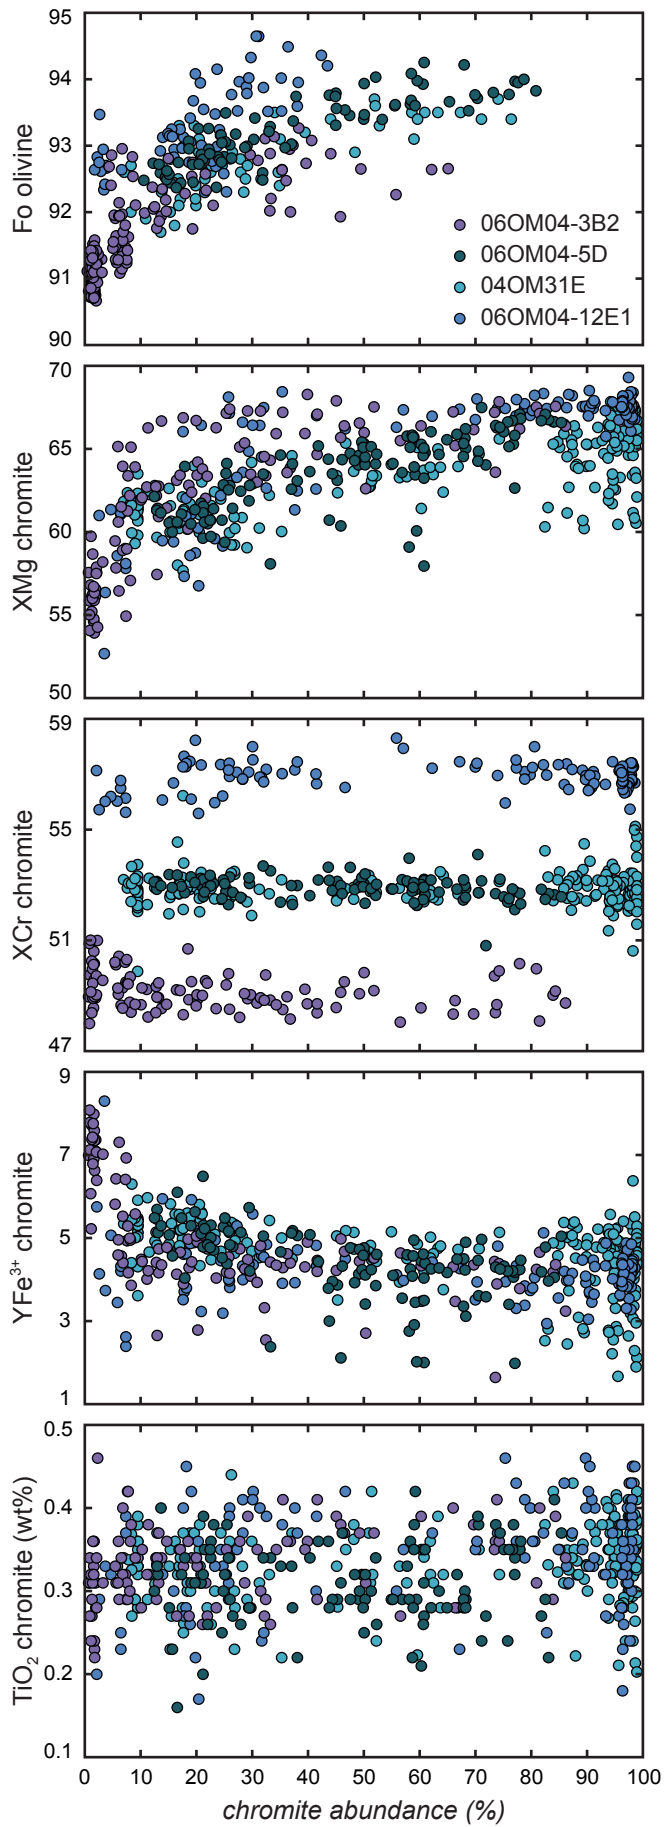 95
94
93
92
91
90
Fo olivine
06OM04-3B2
06OM04-5D
04OM31E
06OM04-12E1
70
65
60
55
50
XMg chromite
59
55
51
47
XCr chromite
9
7
5
3
1
YFe³⁺ chromite
0.5
0.4
0.3
0.2
0.1
TiO₂ chromite (wt%)
0 10 20 30 40 50 60 70 80 90 100
chromite abundance (%)